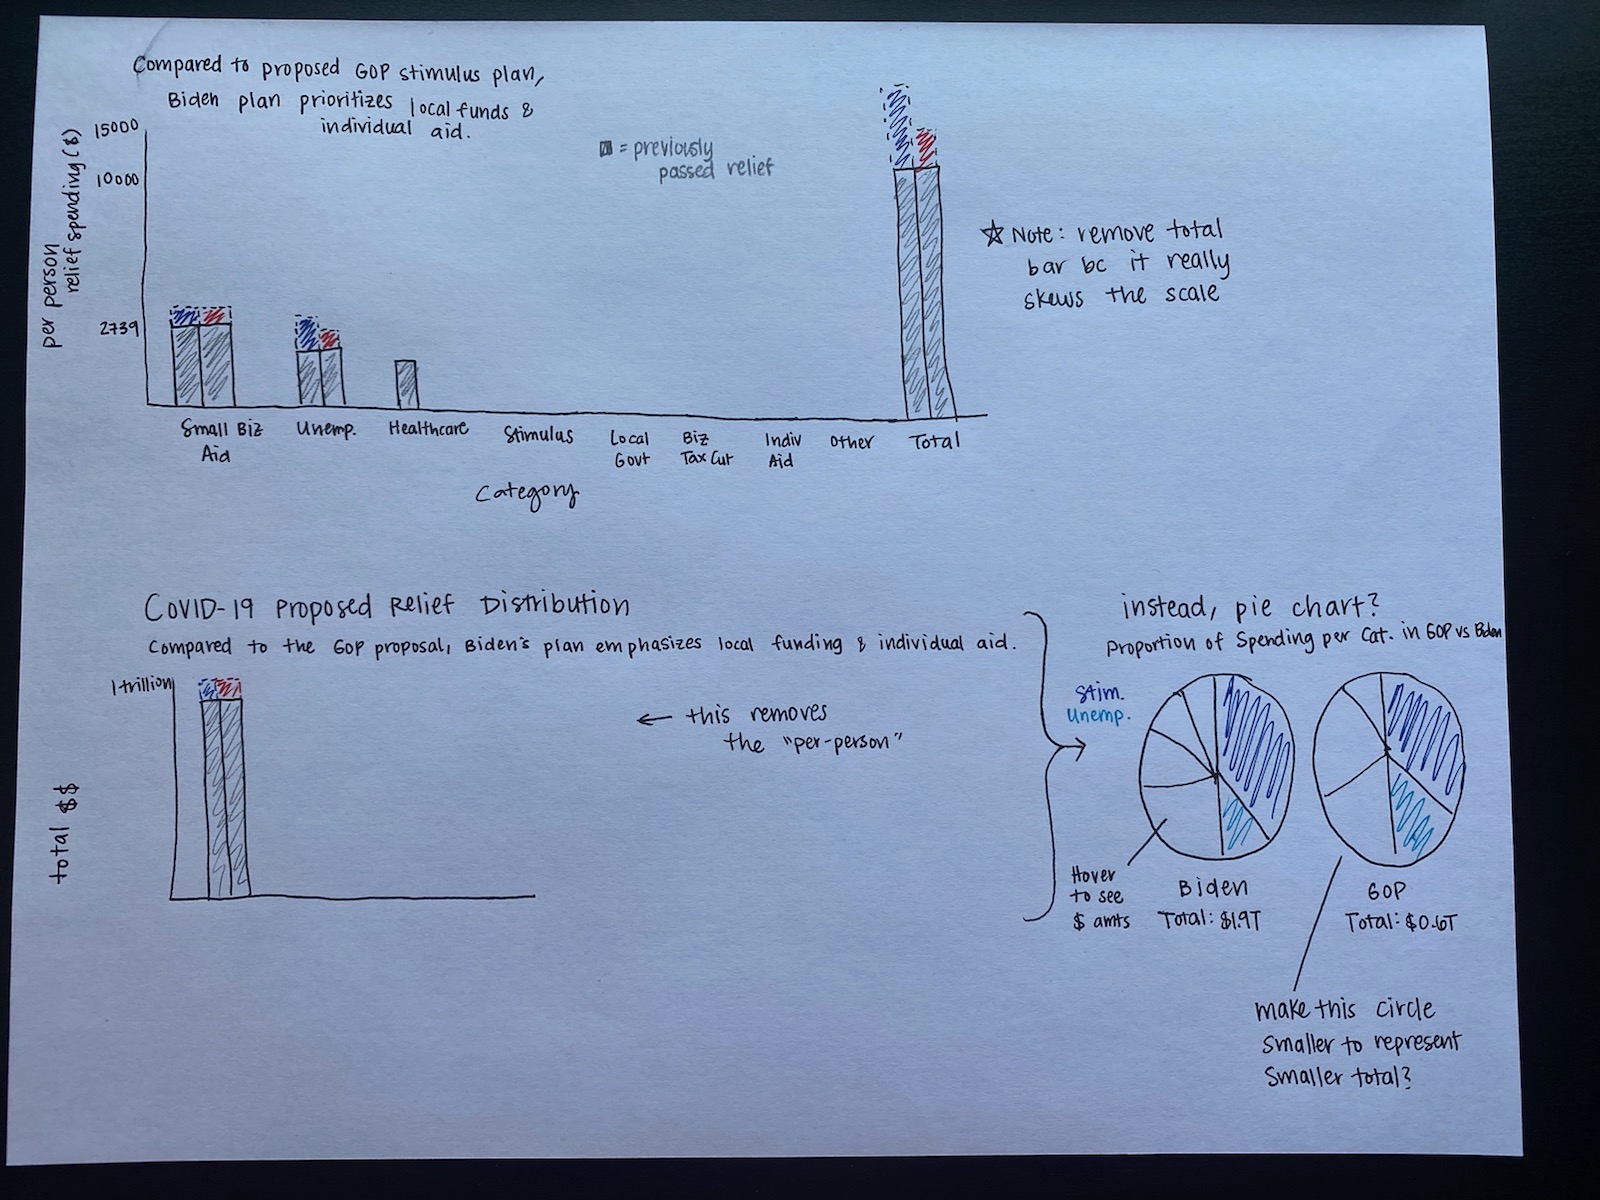 Compared to proposed GOP stimulus plan,
Biden plan prioritizes local funds &
individual aid.
per person
relief spending ($)
15000
10000
2739
= previously
passed relief
☆ Note: remove total
bar bc it really
skews the scale
Small Biz
Aid
Unemp.
Healthcare
Stimulus
Local
Govt
Biz
Tax Cut
Indiv
Aid
Other
Total
Category
COVID-19 Proposed Relief Distribution
Compared to the GOP proposal, Biden's plan emphasizes local funding & individual aid.
1 trillion
total $$
← this removes
the "per-person"
instead, pie chart?
Proportion of Spending per Cat. in GOP vs Biden
Stim.
Unemp.
Hover
to see
$ amts
Biden
Total: $1.9T
GOP
Total: $0.6T
make this circle
smaller to represent
smaller total?